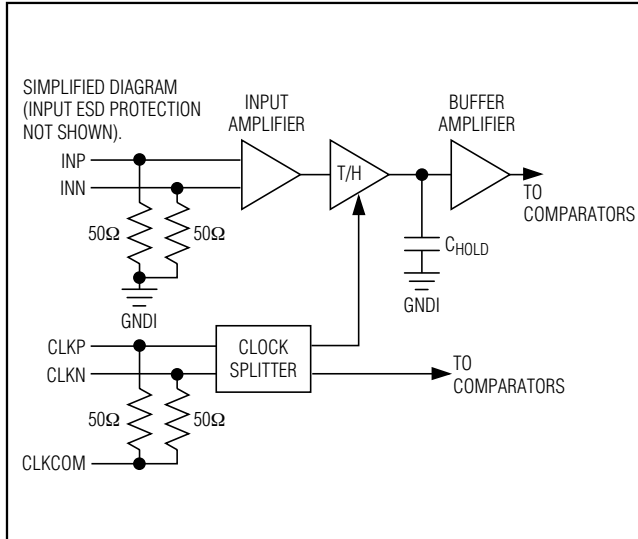 SIMPLIFIED DIAGRAM
(INPUT ESD PROTECTION
NOT SHOWN).
INPUT
AMPLIFIER
BUFFER
AMPLIFIER
INP
INN
T/H
TO
COMPARATORS
50Ω
50Ω
CHOLD
GNDI
GNDI
CLKP
CLKN
CLOCK
SPLITTER
TO
COMPARATORS
50Ω
50Ω
CLKCOM